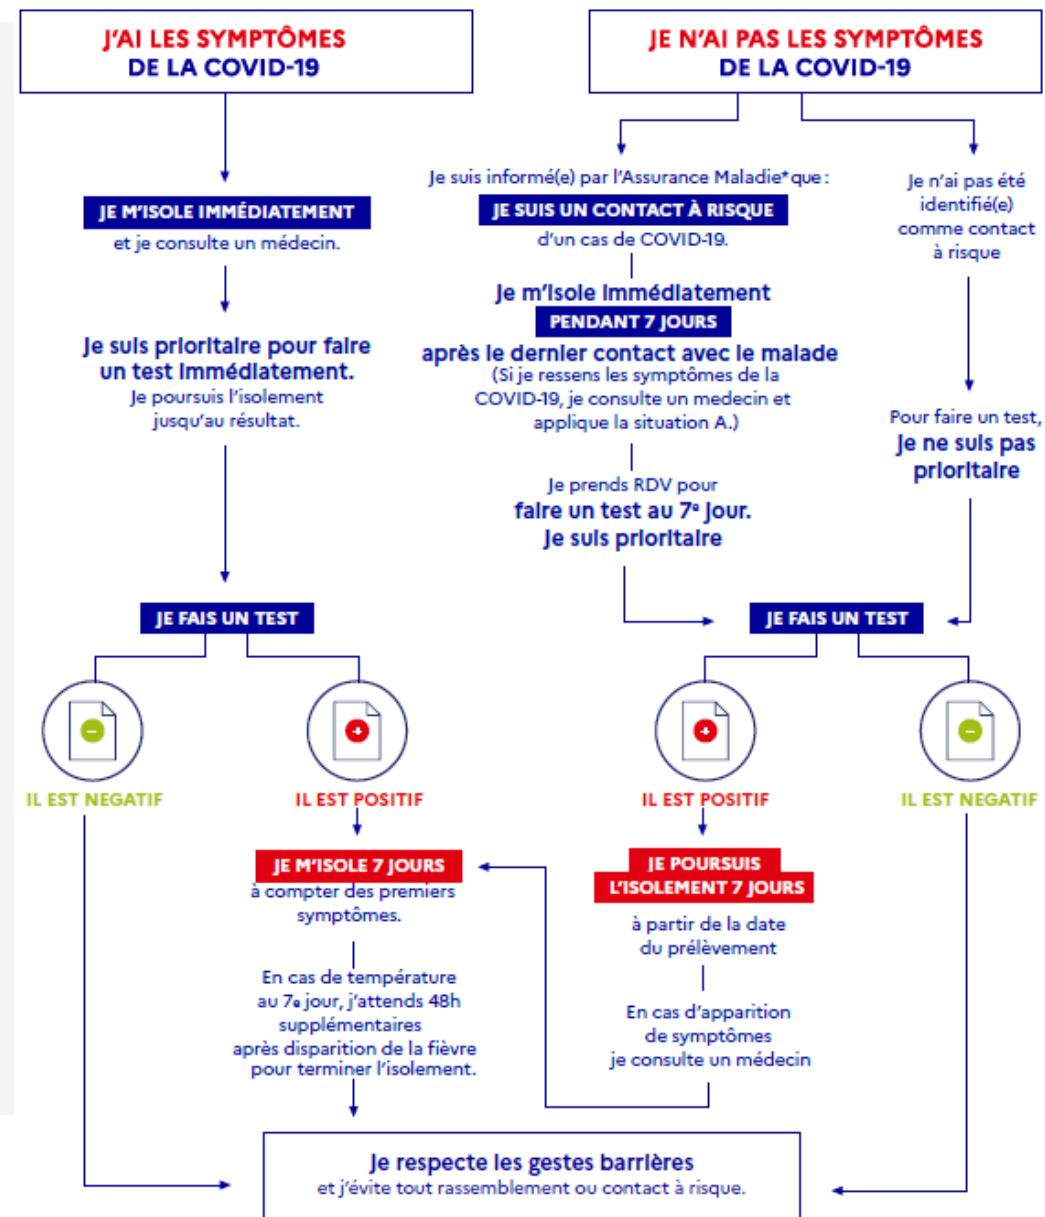 J'AI LES SYMPTÔMES
DE LA COVID-19
JE M'ISOLE IMMÉDIATEMENT
et je consulte un médecin.
Je suis prioritaire pour faire
un test immédiatement.
Je poursuis l'isolement
jusqu'au résultat.
JE FAIS UN TEST
IL EST NEGATIF
IL EST POSITIF
JE M'ISOLE 7 JOURS
à compter des premiers
symptômes.
En cas de température
au 7e jour, j'attends 48h
supplémentaires
après disparition de la fièvre
pour terminer l'isolement.
JE N'AI PAS LES SYMPTÔMES
DE LA COVID-19
Je suis informé(e) par l'Assurance Maladie* que :
JE SUIS UN CONTACT À RISQUE
d'un cas de COVID-19.
Je m'isole immédiatement
PENDANT 7 JOURS
après le dernier contact avec le malade
(Si je ressens les symptômes de la
COVID-19, je consulte un medecin et
applique la situation A.)
Je prends RDV pour
faire un test au 7e jour.
Je suis prioritaire
Je n'ai pas été
identifié(e)
comme contact
à risque
Pour faire un test,
je ne suis pas
prioritaire
JE FAIS UN TEST
IL EST POSITIF
IL EST NEGATIF
JE POURSUIS
L'ISOLEMENT 7 JOURS
à partir de la date
du prélèvement
En cas d'apparition
de symptômes
je consulte un médecin
Je respecte les gestes barrières
et j'évite tout rassemblement ou contact à risque.